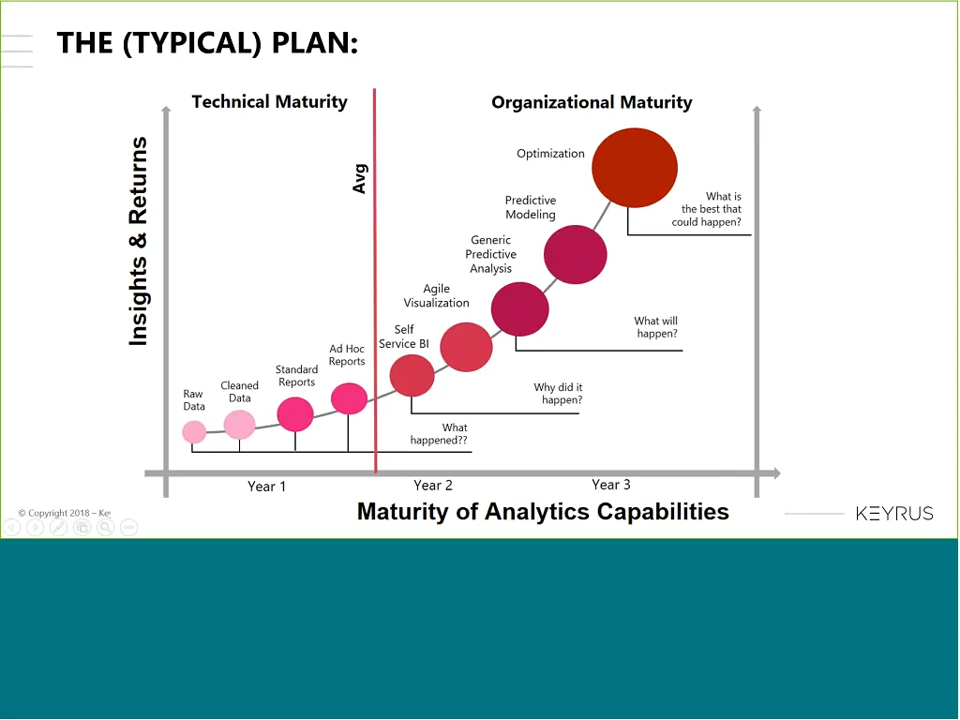 THE (TYPICAL) PLAN:
Technical Maturity
Organizational Maturity
Insights & Returns
Avg
Raw
Data
Cleaned
Data
Standard
Reports
Ad Hoc
Reports
Self
Service BI
Agile
Visualization
Generic
Predictive
Analysis
Predictive
Modeling
Optimization
What
happened??
Why did it
happen?
What will
happen?
What is
the best that
could happen?
Year 1
Year 2
Year 3
Maturity of Analytics Capabilities
© Copyright 2018 – Ke
KEYRUS